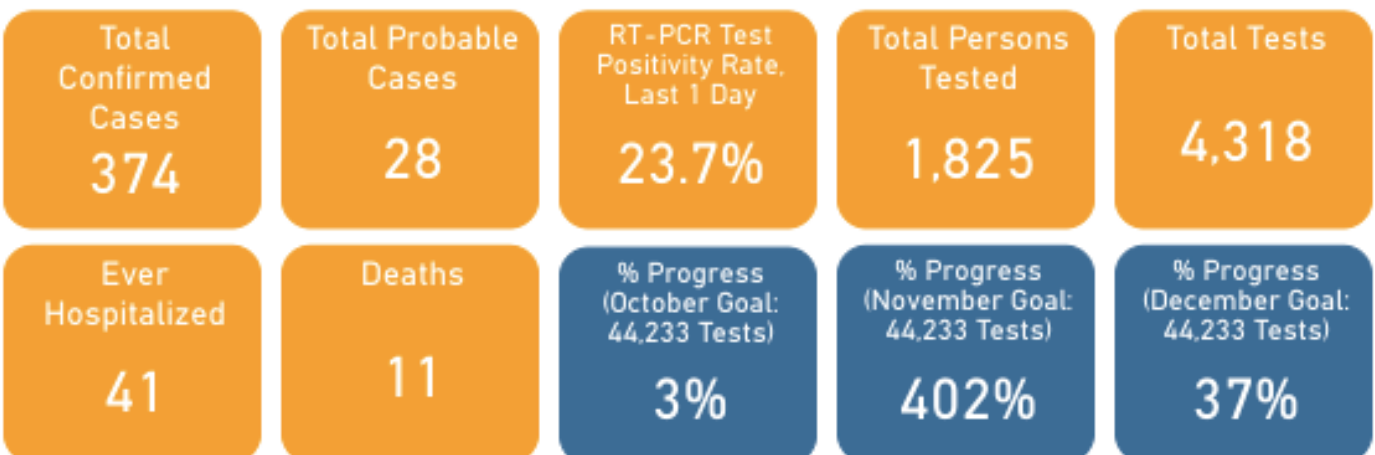 Total
Confirmed
Cases
374
Total Probable
Cases
28
RT-PCR Test
Positivity Rate,
Last 1 Day
23.7%
Total Persons
Tested
1,825
Total Tests
4,318
Ever
Hospitalized
41
Deaths
11
% Progress
(October Goal:
44,233 Tests)
3%
% Progress
(November Goal:
44,233 Tests)
402%
% Progress
(December Goal:
44,233 Tests)
37%